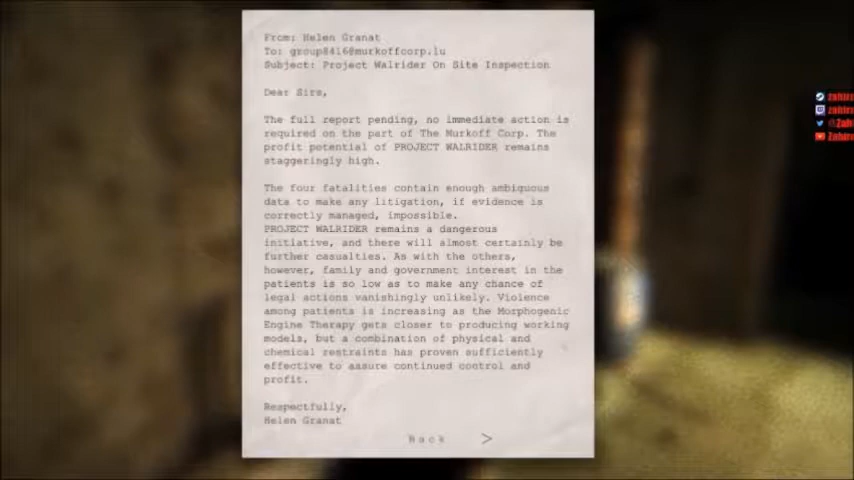 From: Helen Granat
To: group8416@murkoffcorp.lu
Subject: Project Walrider On Site Inspection
Dear Sirs,
The full report pending, no immediate action is
required on the part of The Murkoff Corp. The
profit potential of PROJECT WALRIDER remains
staggeringly high.
The four fatalities contain enough ambiguous
data to make any litigation, if evidence is
correctly managed, impossible.
PROJECT WALRIDER remains a dangerous
initiative, and there will almost certainly be
further casualties. As with the others,
however, family and government interest in the
patients is so low as to make any chance of
legal actions vanishingly unlikely. Violence
among patients is increasing as the Morphogenic
Engine Therapy gets closer to producing working
models, but a combination of physical and
chemical restraints has proven sufficiently
effective to assure continued control and
profit.
Respectfully,
Helen Granat
Back >